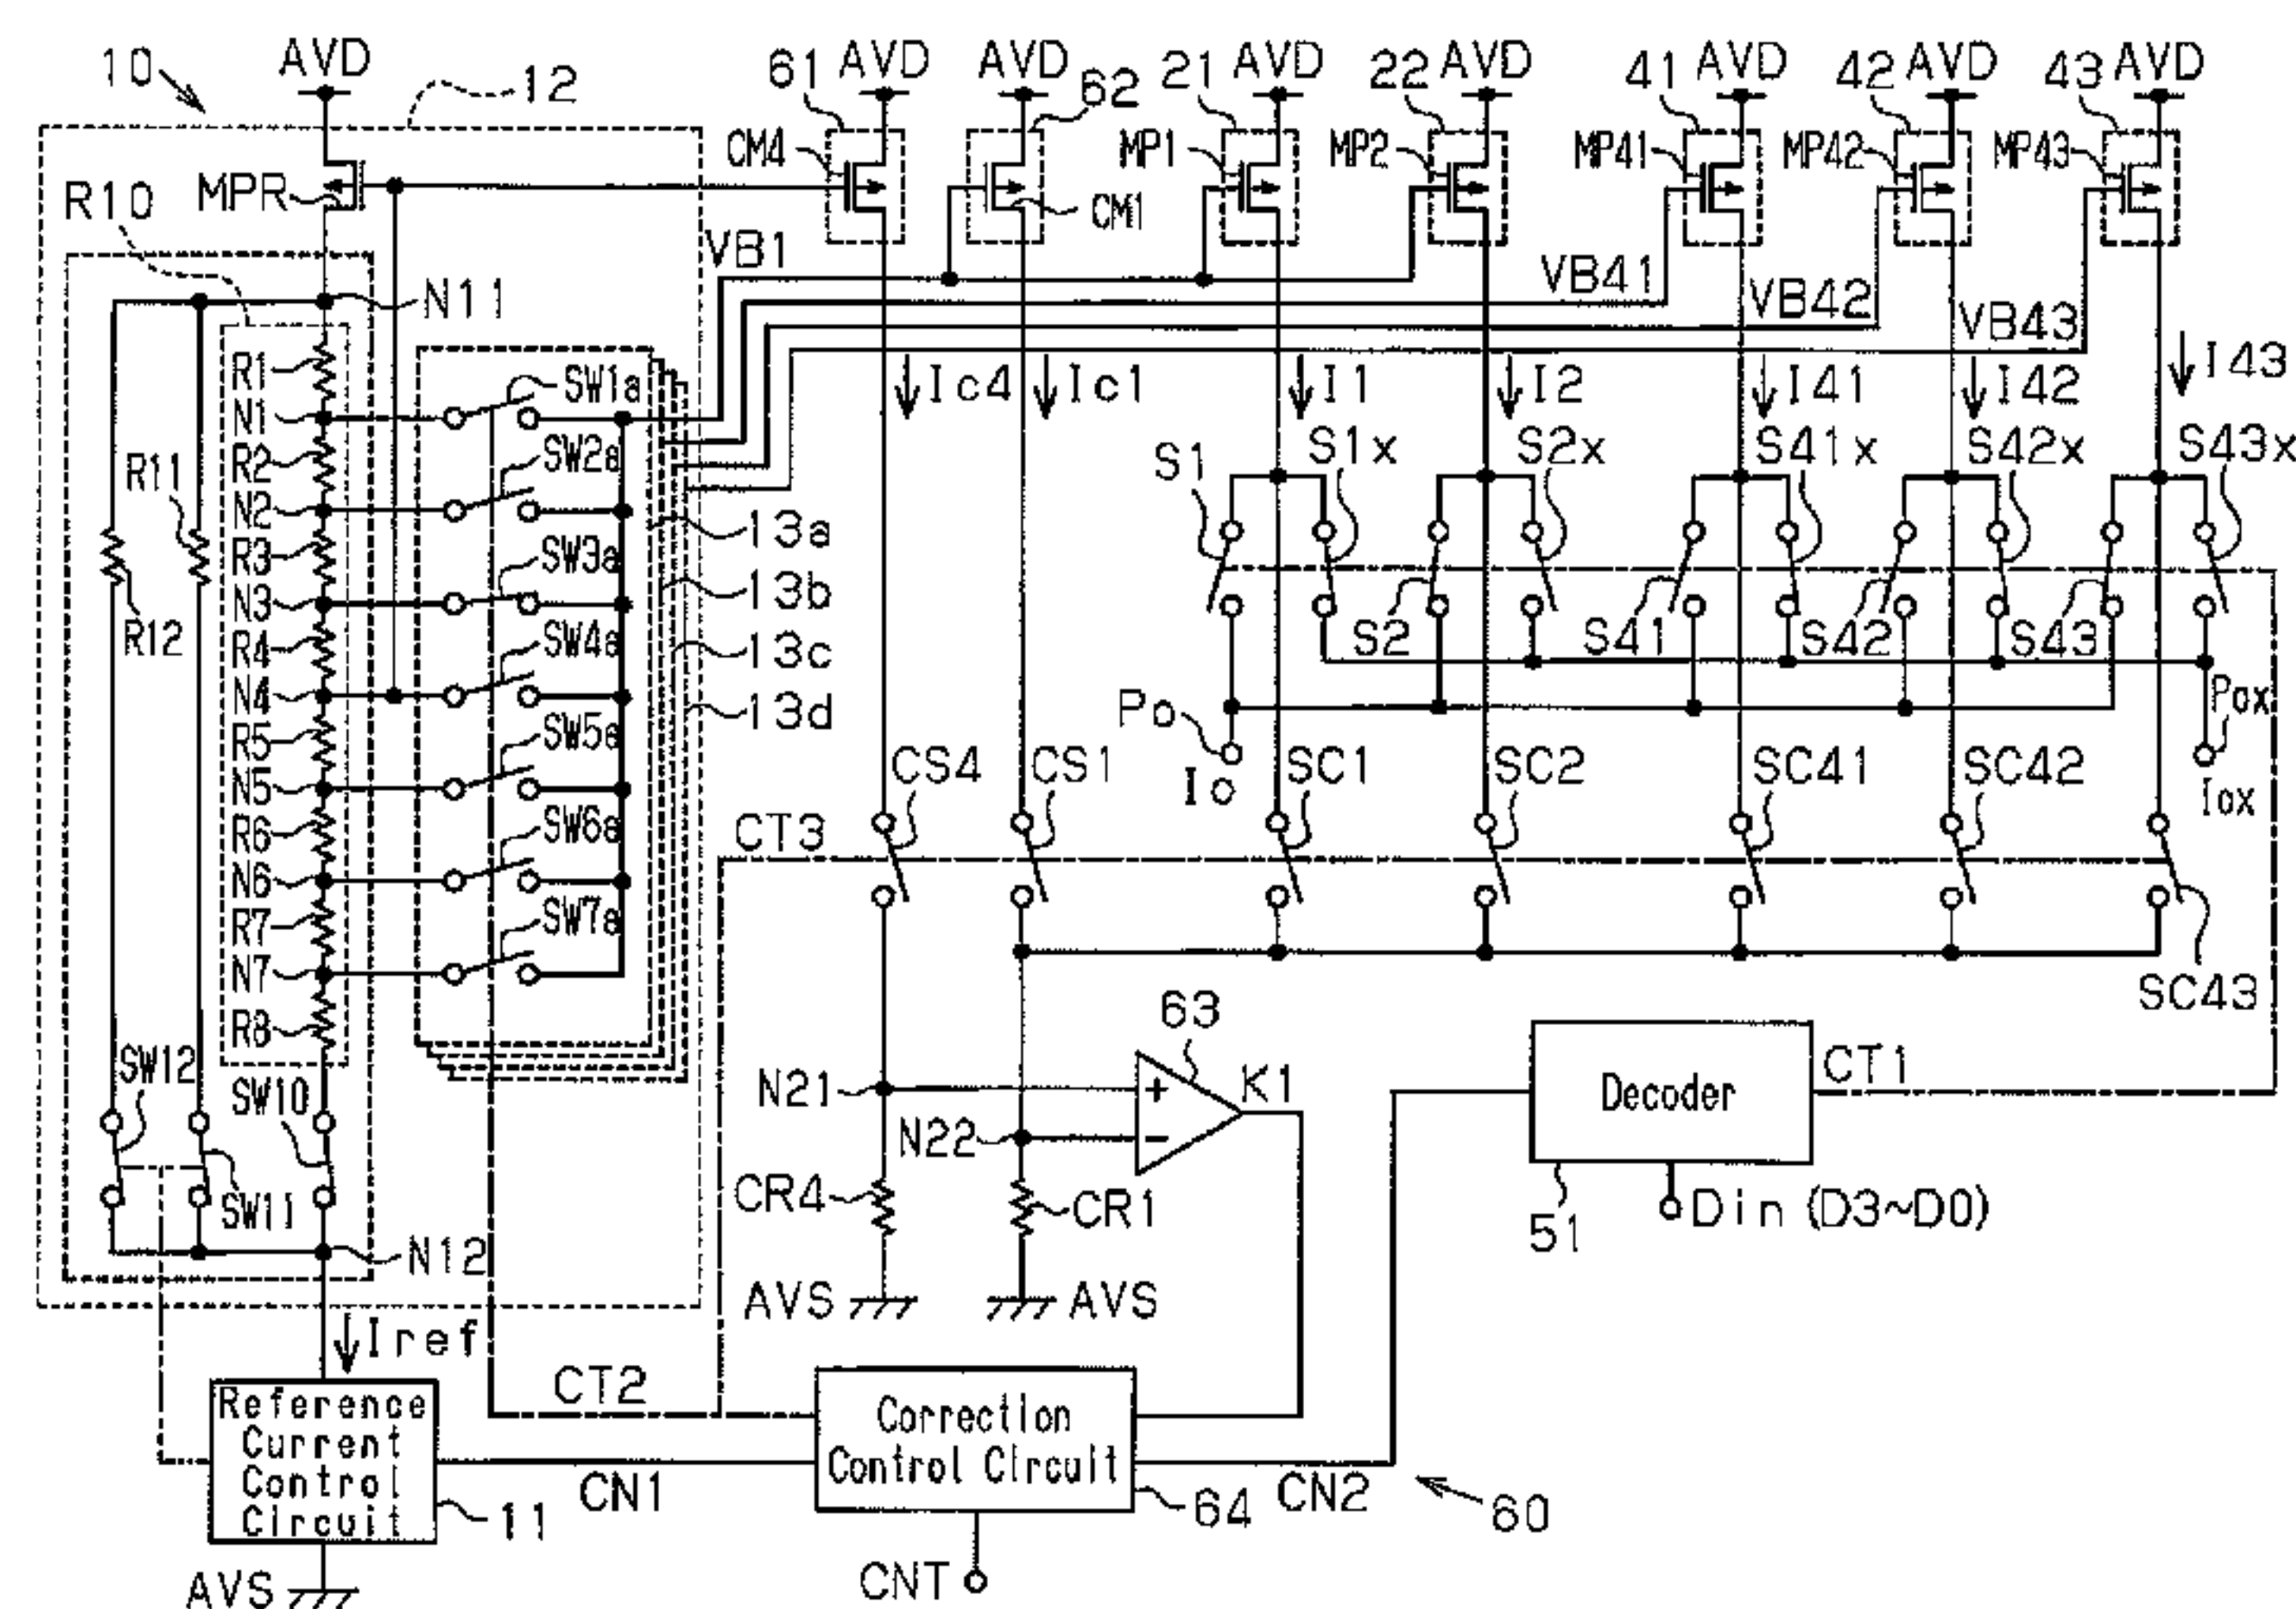 10
AVD
12
61
AVD
AVD
62
21
AVD
22
AVD
41
AVD
42
AVD
43
AVD
CM4
MP1
MP2
MP41
MP42
MP43
R10
MPR
CM1
VB1
VB41
VB42
VB43
N11
R1
N1
R2
N2
R3
N3
R4
N4
R5
N5
R6
N6
R7
N7
R8
R11
R12
SW1a
SW2a
SW3a
SW4a
SW5a
SW6a
SW7a
13a
13b
13c
13d
Ic4
Ic1
I1
I2
I41
I42
I43
S1
S1x
S2x
S41x
S42x
S43x
S2
S41
S42
S43
Po
Io
Pox
Iox
CS4
CS1
SC1
SC2
SC41
SC42
SC43
CT3
SW12
SW10
SW11
N12
N21
N22
63
K1
CR4
CR1
AVS
AVS
Decoder
CT1
51
Din (D3~D0)
Iref
CT2
Reference
Current
Control
Circuit
11
AVS
CN1
Correction
Control Circuit
64
CN2
60
CNT